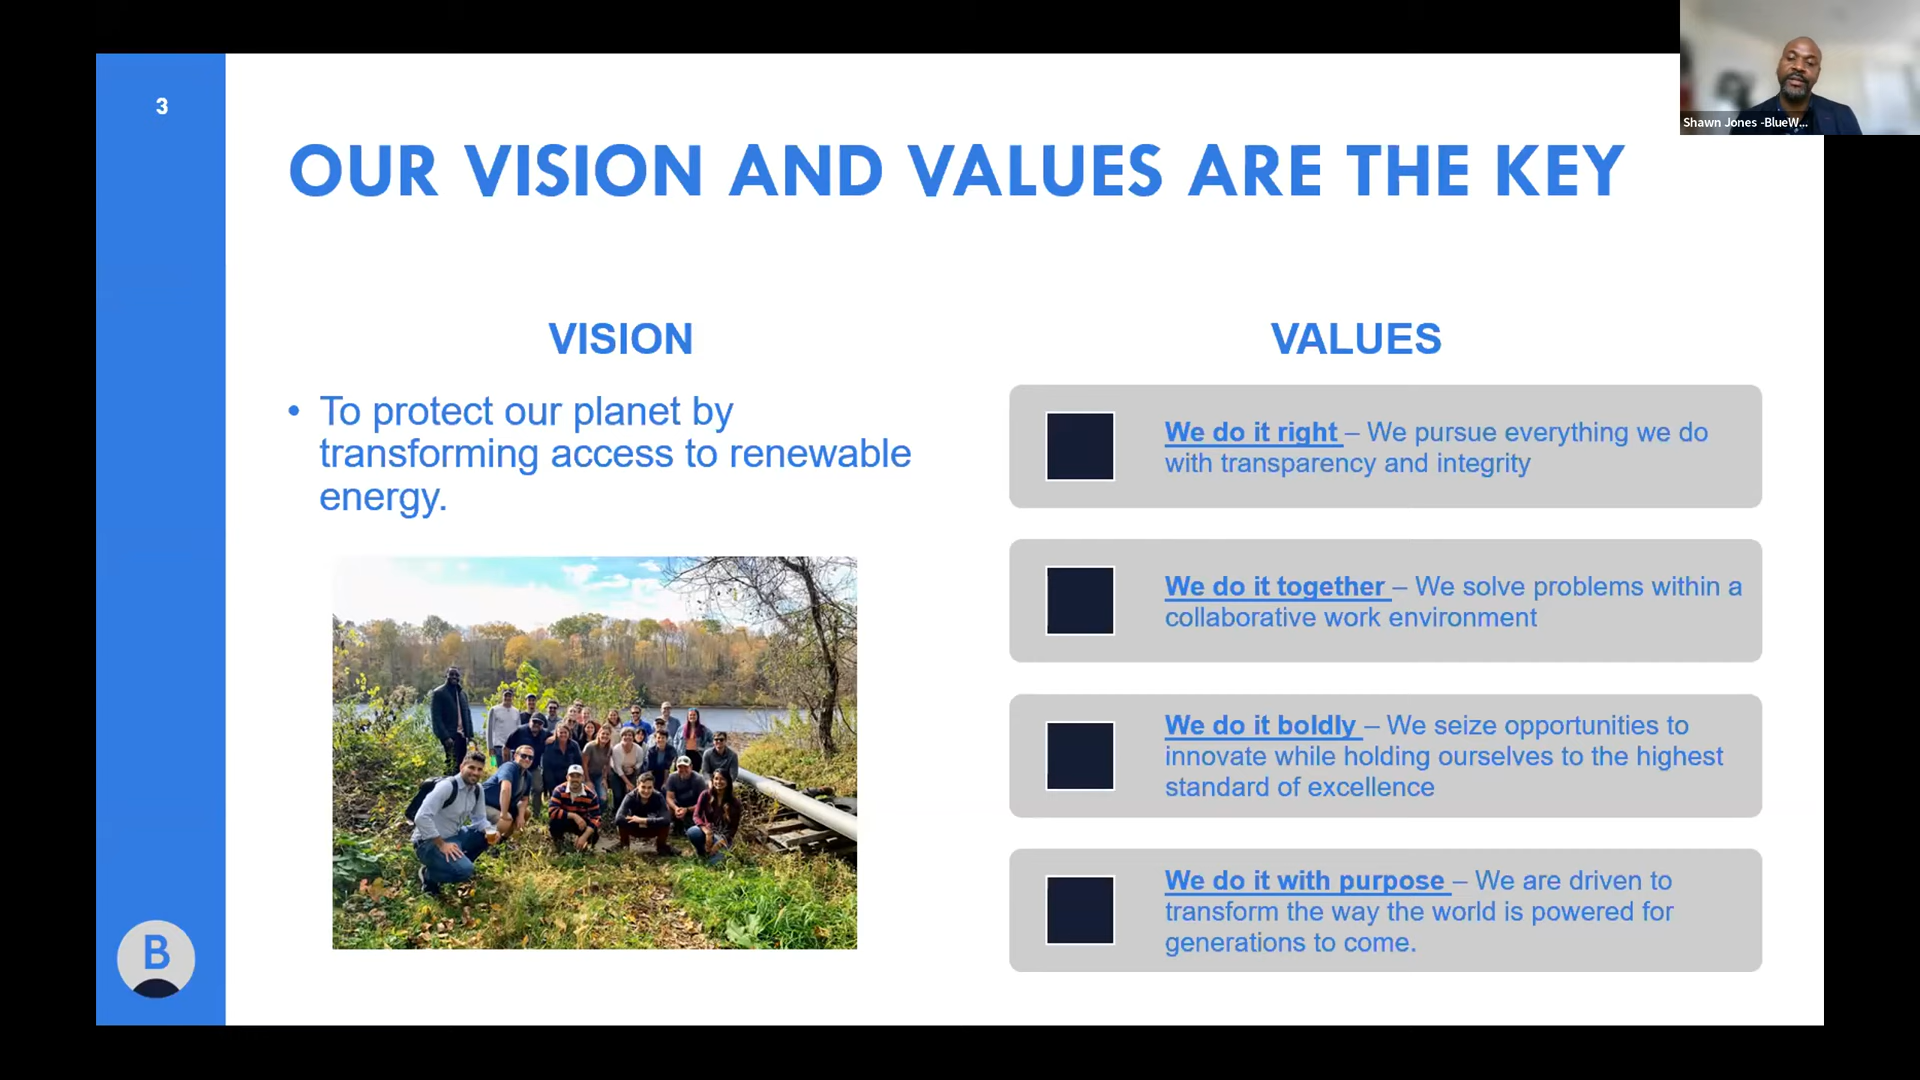 3
Shawn Jones -BlueW...
OUR VISION AND VALUES ARE THE KEY
VISION
• To protect our planet by
transforming access to renewable
energy.
VALUES
We do it right – We pursue everything we do
with transparency and integrity
We do it together – We solve problems within a
collaborative work environment
We do it boldly – We seize opportunities to
innovate while holding ourselves to the highest
standard of excellence
We do it with purpose – We are driven to
transform the way the world is powered for
generations to come.
B